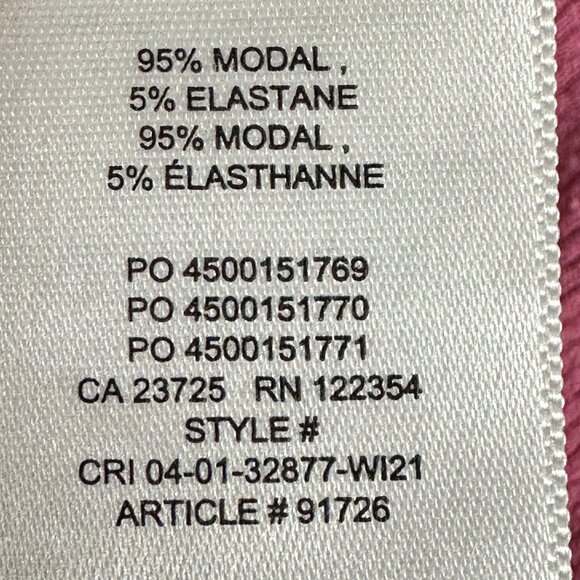 95% MODAL ,
5% ELASTANE
95% MODAL ,
5% ÉLASTHANNE
PO 4500151769
PO 4500151770
PO 4500151771
CA 23725 RN 122354
STYLE #
CRI 04-01-32877-WI21
ARTICLE # 91726